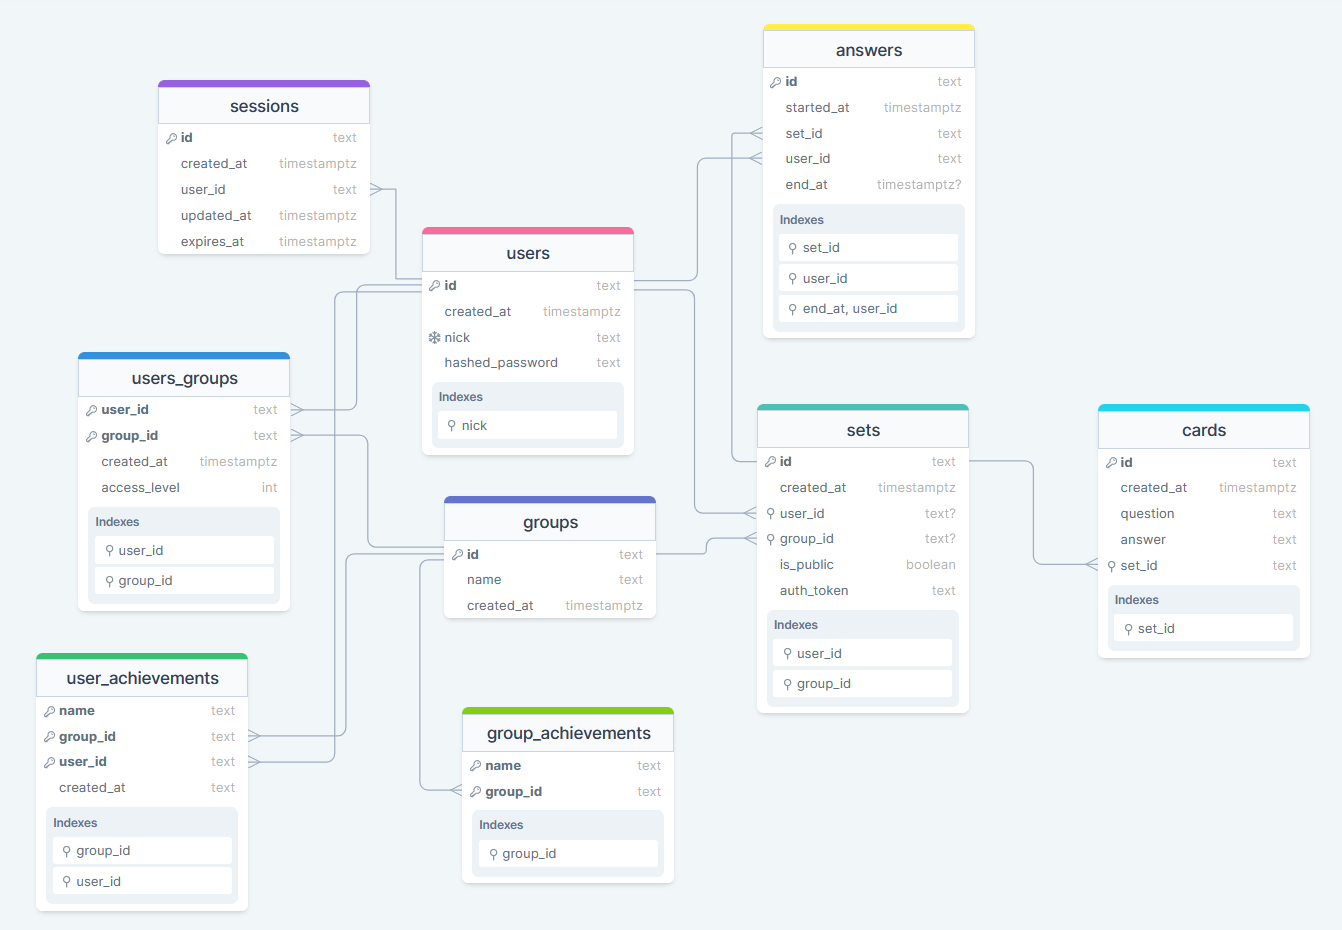 answers
id text
started_at timestamptz
set_id text
user_id text
end_at timestamptz?
Indexes
set_id
user_id
end_at, user_id
sessions
id text
created_at timestamptz
user_id text
updated_at timestamptz
expires_at timestamptz
users
id text
created_at timestamptz
nick text
hashed_password text
Indexes
nick
users_groups
user_id text
group_id text
created_at timestamptz
access_level int
Indexes
user_id
group_id
sets
id text
created_at timestamptz
user_id text?
group_id text?
is_public boolean
auth_token text
Indexes
user_id
group_id
cards
id text
created_at timestamptz
question text
answer text
set_id text
Indexes
set_id
groups
id text
name text
created_at timestamptz
user_achievements
name text
group_id text
user_id text
created_at text
Indexes
group_id
user_id
group_achievements
name text
group_id text
Indexes
group_id